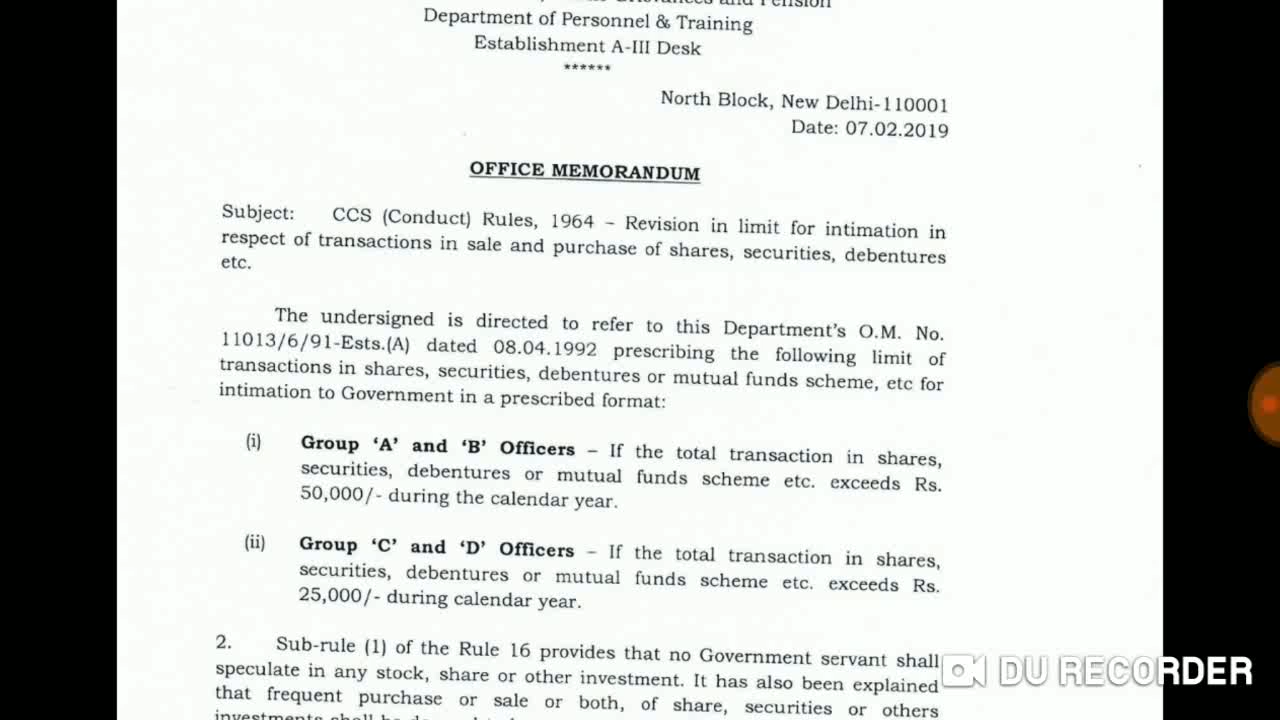 Grievances and Pension
Department of Personnel & Training
Establishment A-III Desk
******
North Block, New Delhi-110001
Date: 07.02.2019
OFFICE MEMORANDUM
Subject: CCS (Conduct) Rules, 1964 – Revision in limit for intimation in
respect of transactions in sale and purchase of shares, securities, debentures
etc.
The undersigned is directed to refer to this Department's O.M. No.
11013/6/91-Ests.(A) dated 08.04.1992 prescribing the following limit of
transactions in shares, securities, debentures or mutual funds scheme, etc for
intimation to Government in a prescribed format:
(i) Group 'A' and 'B' Officers – If the total transaction in shares,
securities, debentures or mutual funds scheme etc. exceeds Rs.
50,000/- during the calendar year.
(ii) Group 'C' and 'D' Officers – If the total transaction in shares,
securities, debentures or mutual funds scheme etc. exceeds Rs.
25,000/- during calendar year.
2. Sub-rule (1) of the Rule 16 provides that no Government servant shall
speculate in any stock, share or other investment. It has also been explained
that frequent purchase or sale or both, of share, securities or others
investments shall be
DU RECORDER